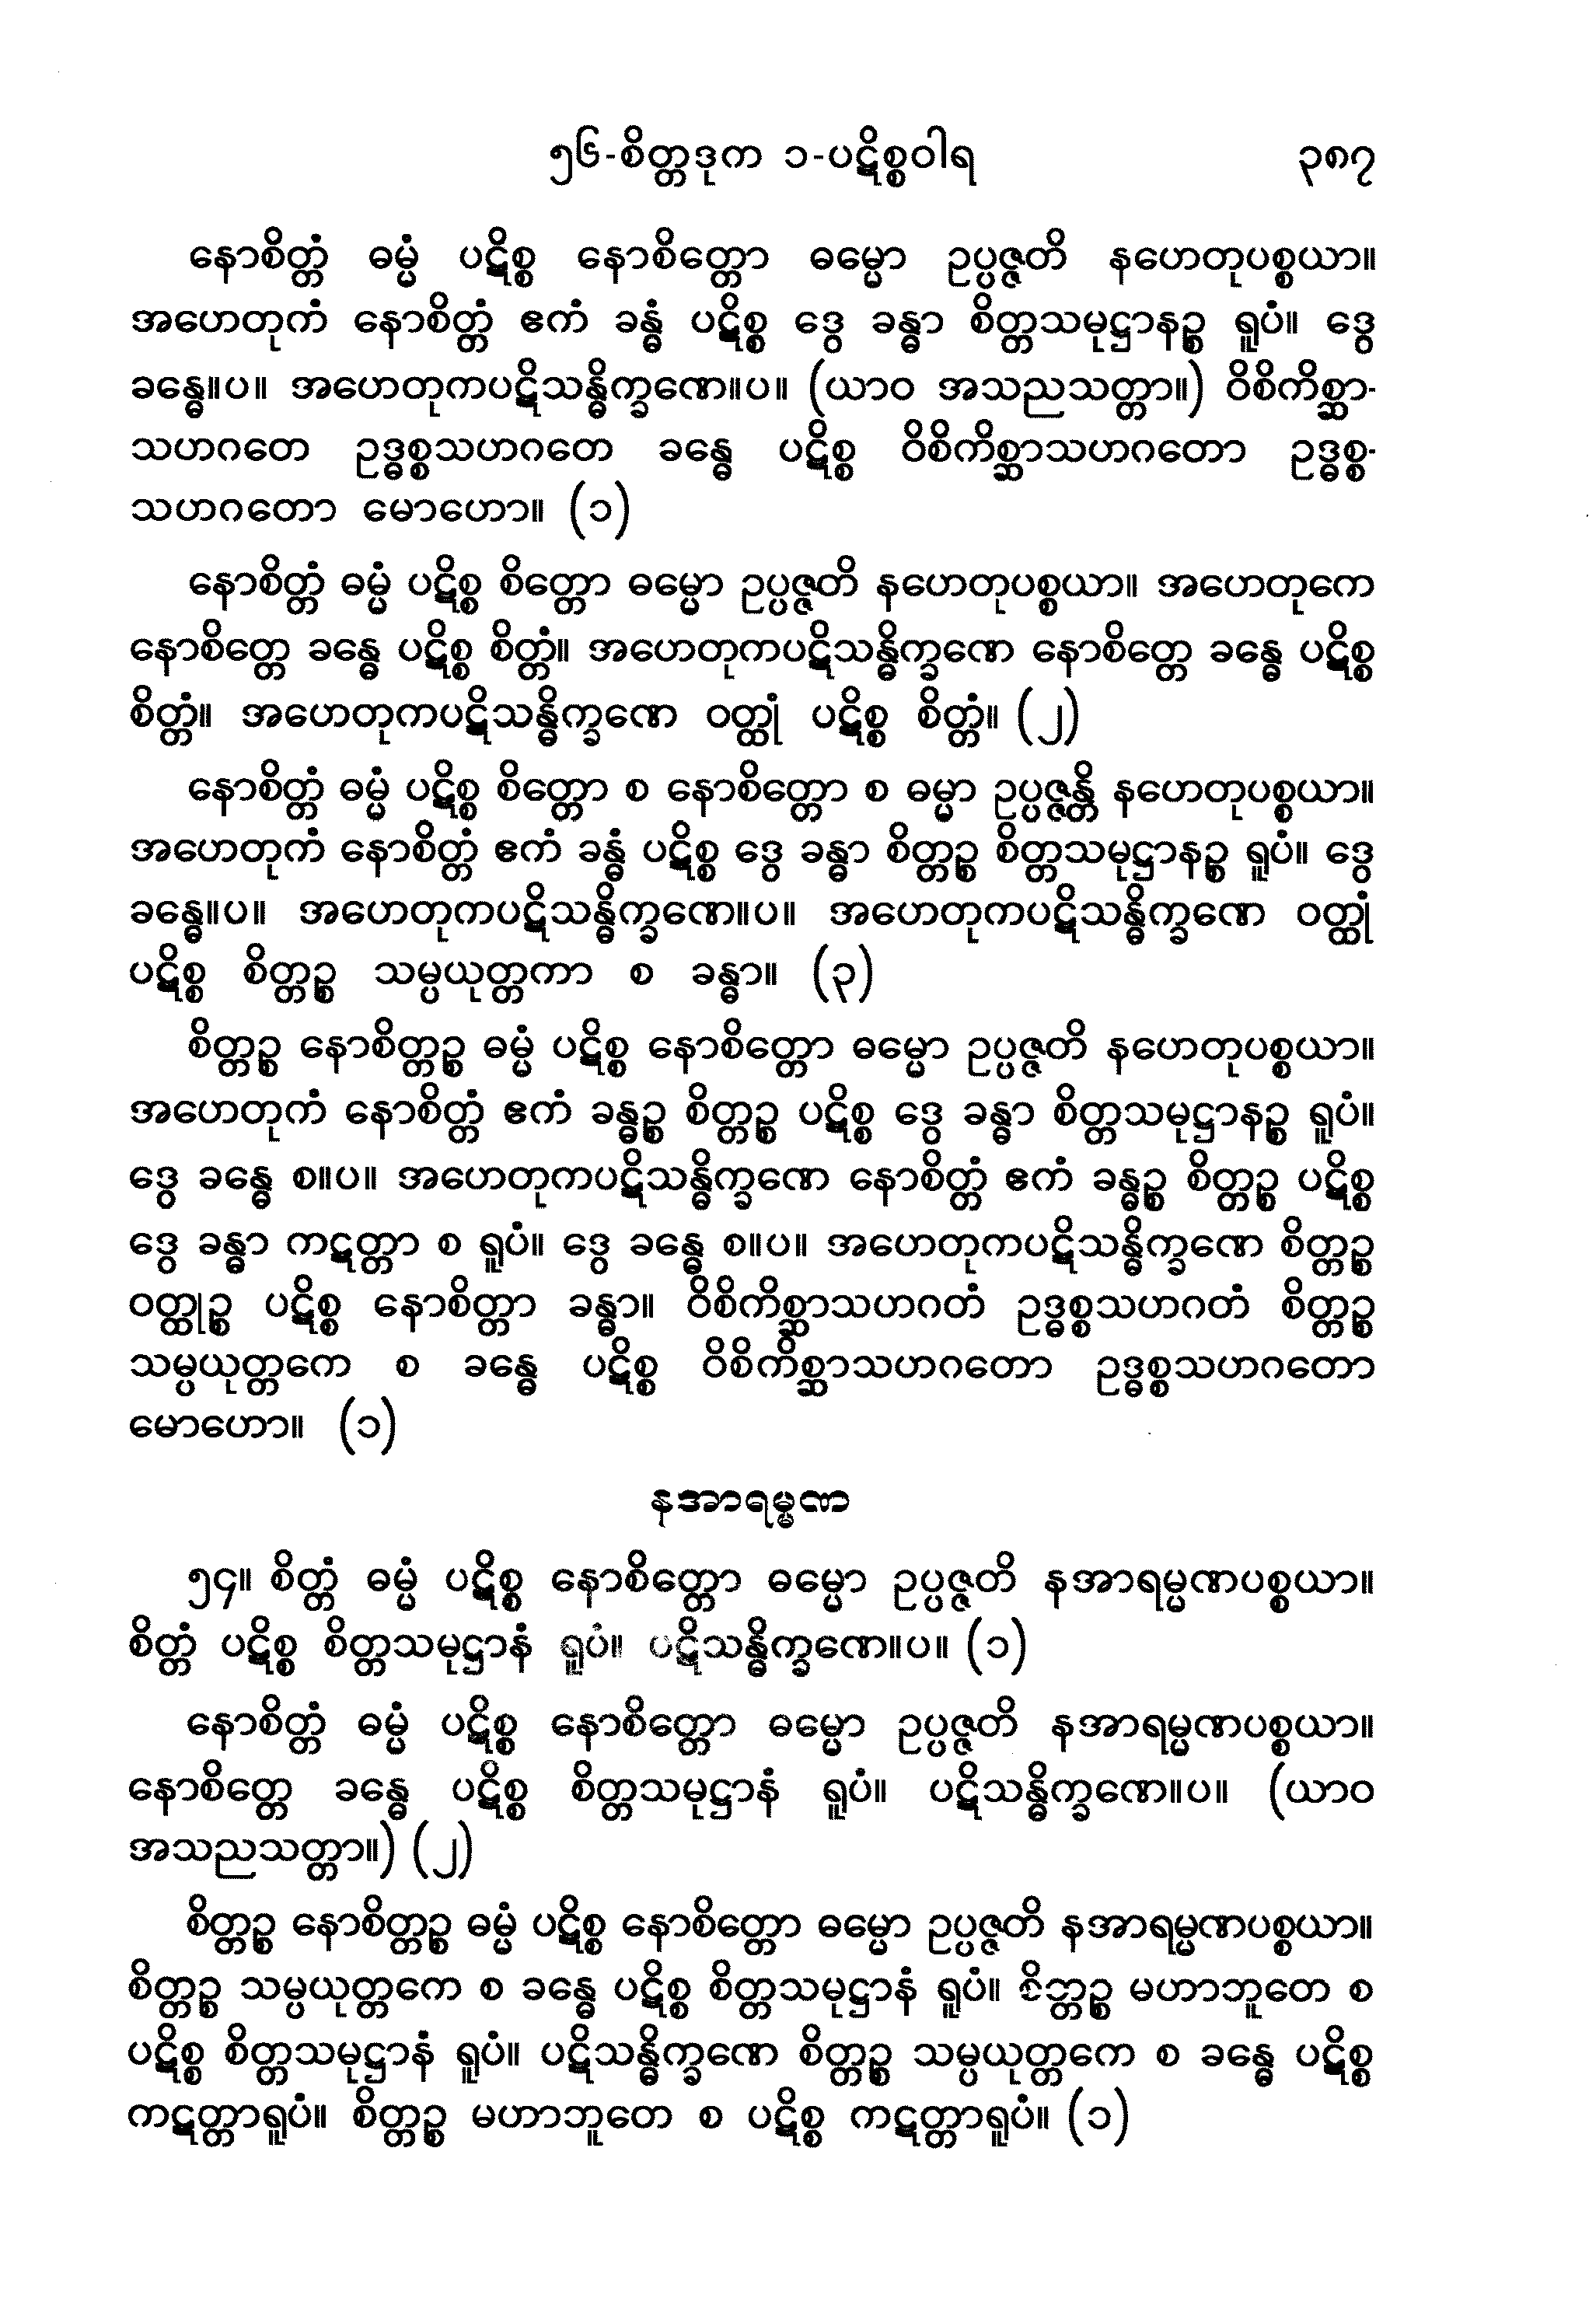 ၅၆-စိတ္တဒုက ၁-ပဋိစ္စဝါရ ၃၈၇
နောစိတ္တံ ဓမ္မံ ပဋိစ္စ နောစိတ္တော ဓမ္မော ဥပ္ပဇ္ဇတိ နဟေတုပစ္စယာ။
အဟေတုကံ နောစိတ္တံ ဧကံ ခန္ဓံ ပဋိစ္စ ဒွေ ခန္ဓာ စိတ္တသမုဋ္ဌာနဉ္စ ရူပံ။ ဒွေ
ခန္ဓေ။ပ။ အဟေတုကပဋိသန္ဓိက္ခဏေ။ပ။ (ယာဝ အသညသတ္တာ။) ဝိစိကိစ္ဆာ-
သဟဂတေ ဥဒ္ဓစ္စသဟဂတေ ခန္ဓေ ပဋိစ္စ ဝိစိကိစ္ဆာသဟဂတော ဥဒ္ဓစ္စ-
သဟဂတော မောဟော။ (၁)
နောစိတ္တံ ဓမ္မံ ပဋိစ္စ စိတ္တော ဓမ္မော ဥပ္ပဇ္ဇတိ နဟေတုပစ္စယာ။ အဟေတုကေ
နောစိတ္တေ ခန္ဓေ ပဋိစ္စ စိတ္တံ။ အဟေတုကပဋိသန္ဓိက္ခဏေ နောစိတ္တေ ခန္ဓေ ပဋိစ္စ
စိတ္တံ။ အဟေတုကပဋိသန္ဓိက္ခဏေ ဝတ္ထုံ ပဋိစ္စ စိတ္တံ။ (၂)
နောစိတ္တံ ဓမ္မံ ပဋိစ္စ စိတ္တော စ နောစိတ္တော စ ဓမ္မာ ဥပ္ပဇ္ဇန္တိ နဟေတုပစ္စယာ။
အဟေတုကံ နောစိတ္တံ ဧကံ ခန္ဓံ ပဋိစ္စ ဒွေ ခန္ဓာ စိတ္တဉ္စ စိတ္တသမုဋ္ဌာနဉ္စ ရူပံ။ ဒွေ
ခန္ဓေ။ပ။ အဟေတုကပဋိသန္ဓိက္ခဏေ။ပ။ အဟေတုကပဋိသန္ဓိက္ခဏေ ဝတ္ထုံ
ပဋိစ္စ စိတ္တဉ္စ သမ္ပယုတ္တကာ စ ခန္ဓာ။ (၃)
စိတ္တဉ္စ နောစိတ္တဉ္စ ဓမ္မံ ပဋိစ္စ နောစိတ္တော ဓမ္မော ဥပ္ပဇ္ဇတိ နဟေတုပစ္စယာ။
အဟေတုကံ နောစိတ္တံ ဧကံ ခန္ဓဉ္စ စိတ္တဉ္စ ပဋိစ္စ ဒွေ ခန္ဓာ စိတ္တသမုဋ္ဌာနဉ္စ ရူပံ။
ဒွေ ခန္ဓေ စ။ပ။ အဟေတုကပဋိသန္ဓိက္ခဏေ နောစိတ္တံ ဧကံ ခန္ဓဉ္စ စိတ္တဉ္စ ပဋိစ္စ
ဒွေ ခန္ဓာ ကဋတ္တာ စ ရူပံ။ ဒွေ ခန္ဓေ စ။ပ။ အဟေတုကပဋိသန္ဓိက္ခဏေ စိတ္တဉ္စ
ဝတ္ထုဉ္စ ပဋိစ္စ နောစိတ္တာ ခန္ဓာ။ ဝိစိကိစ္ဆာသဟဂတံ ဥဒ္ဓစ္စသဟဂတံ စိတ္တဉ္စ
သမ္ပယုတ္တကေ စ ခန္ဓေ ပဋိစ္စ ဝိစိကိစ္ဆာသဟဂတော ဥဒ္ဓစ္စသဟဂတော
မောဟော။ (၁)
နအာရမ္မဏ
၅၄။ စိတ္တံ ဓမ္မံ ပဋိစ္စ နောစိတ္တော ဓမ္မော ဥပ္ပဇ္ဇတိ နအာရမ္မဏပစ္စယာ။
စိတ္တံ ပဋိစ္စ စိတ္တသမုဋ္ဌာနံ ရူပံ။ ပဋိသန္ဓိက္ခဏေ။ပ။ (၁)
နောစိတ္တံ ဓမ္မံ ပဋိစ္စ နောစိတ္တော ဓမ္မော ဥပ္ပဇ္ဇတိ နအာရမ္မဏပစ္စယာ။
နောစိတ္တေ ခန္ဓေ ပဋိစ္စ စိတ္တသမုဋ္ဌာနံ ရူပံ။ ပဋိသန္ဓိက္ခဏေ။ပ။ (ယာဝ
အသညသတ္တာ။) (၂)
စိတ္တဉ္စ နောစိတ္တဉ္စ ဓမ္မံ ပဋိစ္စ နောစိတ္တော ဓမ္မော ဥပ္ပဇ္ဇတိ နအာရမ္မဏပစ္စယာ။
စိတ္တဉ္စ သမ္ပယုတ္တကေ စ ခန္ဓေ ပဋိစ္စ စိတ္တသမုဋ္ဌာနံ ရူပံ။ စိတ္တဉ္စ မဟာဘူတေ စ
ပဋိစ္စ စိတ္တသမုဋ္ဌာနံ ရူပံ။ ပဋိသန္ဓိက္ခဏေ စိတ္တဉ္စ သမ္ပယုတ္တကေ စ ခန္ဓေ ပဋိစ္စ
ကဋတ္တာရူပံ။ စိတ္တဉ္စ မဟာဘူတေ စ ပဋိစ္စ ကဋတ္တာရူပံ။ (၁)